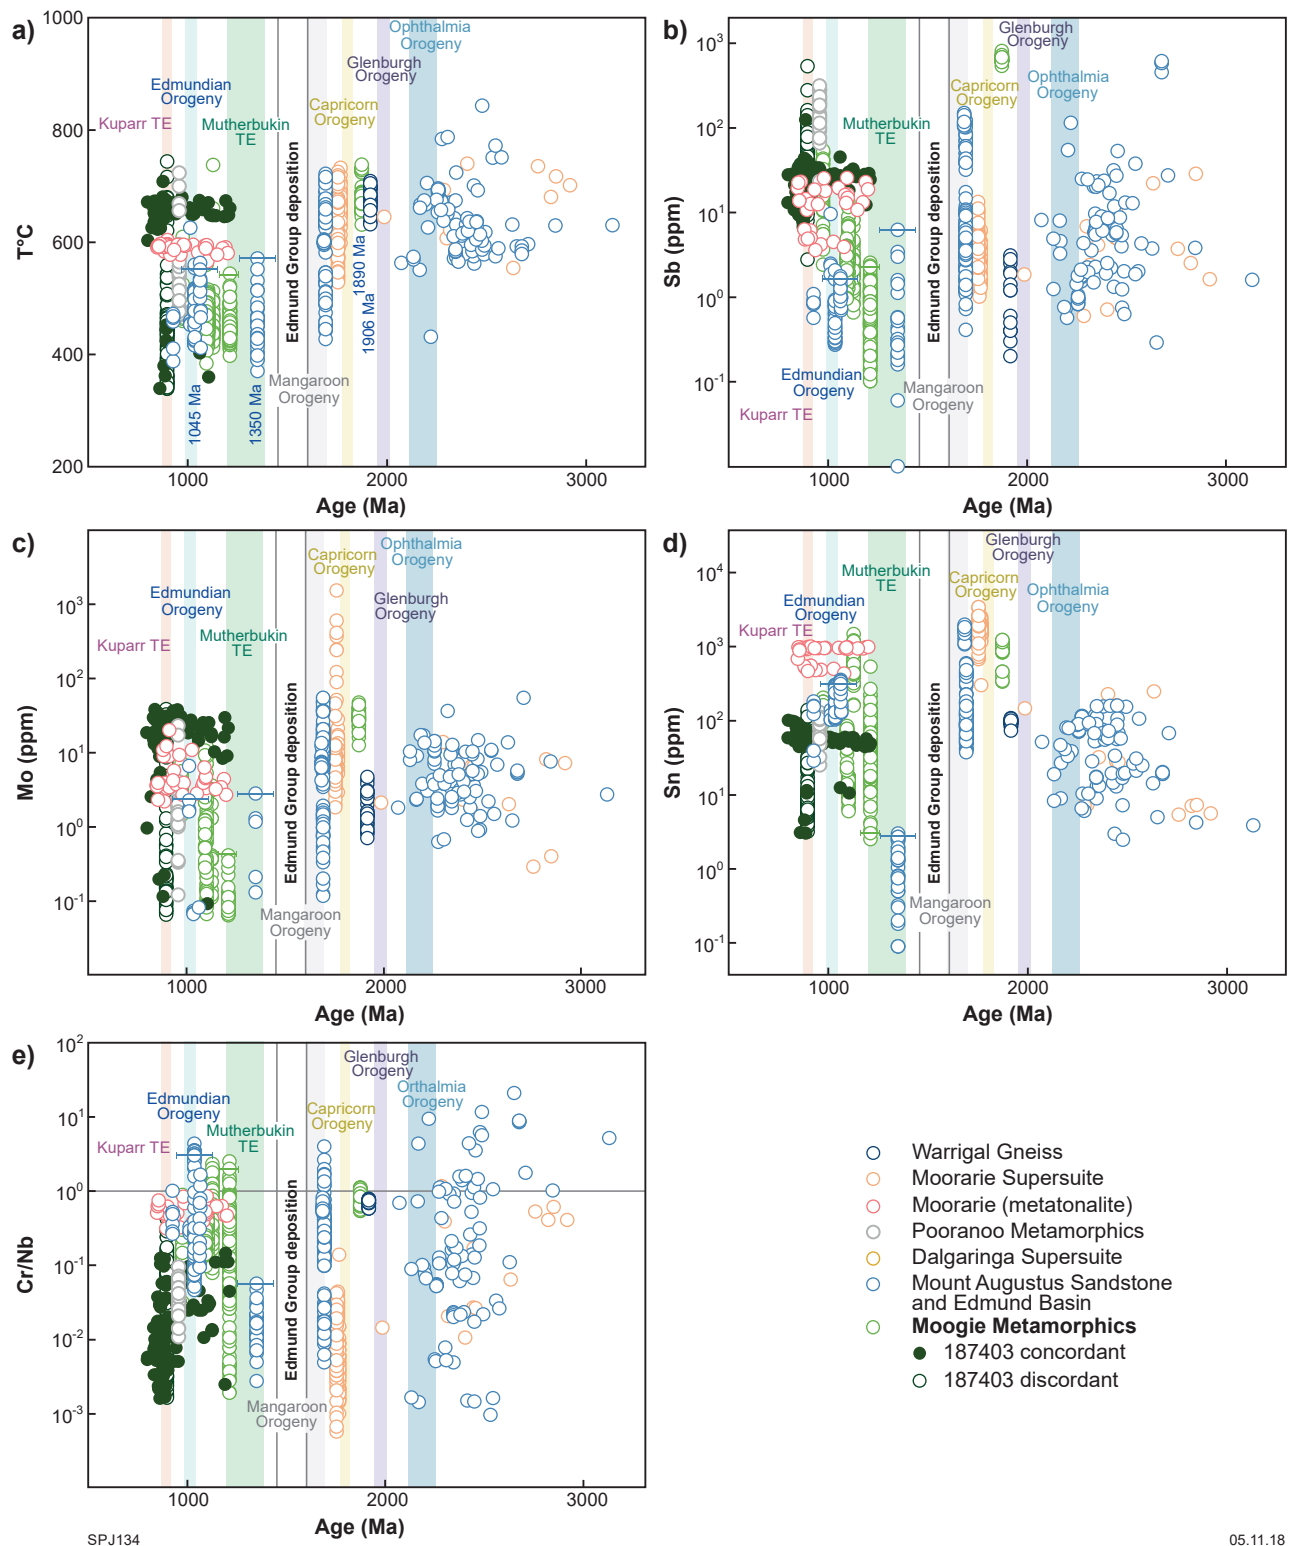 a)
1000
800
600
400
200
T°C
Ophthalmia
Orogeny
Glenburgh
Orogeny
Edmundian
Orogeny
Capricorn
Orogeny
Kuparr TE
Mutherbukin
TE
Edmund Group deposition
1890 Ma
1906 Ma
1045 Ma
1350 Ma
Mangaroon
Orogeny
1000
2000
3000
Age (Ma)
b)
10³
10²
10¹
10⁰
10⁻¹
Sb (ppm)
Glenburgh
Orogeny
Ophthalmia
Orogeny
Capricorn
Orogeny
Mutherbukin
TE
Edmund Group deposition
Edmundian
Orogeny
Mangaroon
Orogeny
Kuparr TE
1000
2000
3000
Age (Ma)
c)
10³
10²
10¹
10⁰
10⁻¹
Mo (ppm)
Ophthalmia
Orogeny
Capricorn
Orogeny
Edmundian
Orogeny
Glenburgh
Orogeny
Kuparr TE
Mutherbukin
TE
Edmund Group deposition
Mangaroon
Orogeny
1000
2000
3000
Age (Ma)
d)
10⁴
10³
10²
10¹
10⁰
10⁻¹
Sn (ppm)
Glenburgh
Orogeny
Mutherbukin
TE
Capricorn
Orogeny
Ophthalmia
Orogeny
Edmundian
Orogeny
Kuparr TE
Edmund Group deposition
Mangaroon
Orogeny
1000
2000
3000
Age (Ma)
e)
10²
10¹
10⁰
10⁻¹
10⁻²
10⁻³
Cr/Nb
Glenburgh
Orogeny
Orthalmia
Orogeny
Edmundian
Orogeny
Capricorn
Orogeny
Kuparr TE
Mutherbukin
TE
Edmund Group deposition
Mangaroon
Orogeny
1000
2000
3000
Age (Ma)
Warrigal Gneiss
Moorarie Supersuite
Moorarie (metatonalite)
Pooranoo Metamorphics
Dalgaringa Supersuite
Mount Augustus Sandstone
and Edmund Basin
Moogie Metamorphics
187403 concordant
187403 discordant
SPJ134
05.11.18